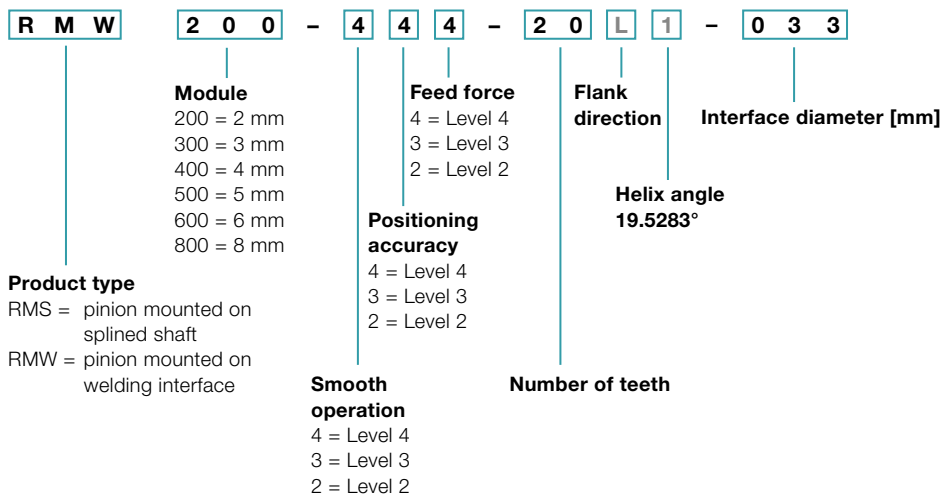 R M W 2 0 0 – 4 4 4 – 2 0 L 1 – 0 3 3
Module
200 = 2 mm
300 = 3 mm
400 = 4 mm
500 = 5 mm
600 = 6 mm
800 = 8 mm
Feed force
4 = Level 4
3 = Level 3
2 = Level 2
Flank
direction
Interface diameter [mm]
Helix angle
19.5283°
Positioning
accuracy
4 = Level 4
3 = Level 3
2 = Level 2
Product type
RMS = pinion mounted on
splined shaft
RMW = pinion mounted on
welding interface
Smooth
operation
4 = Level 4
3 = Level 3
2 = Level 2
Number of teeth